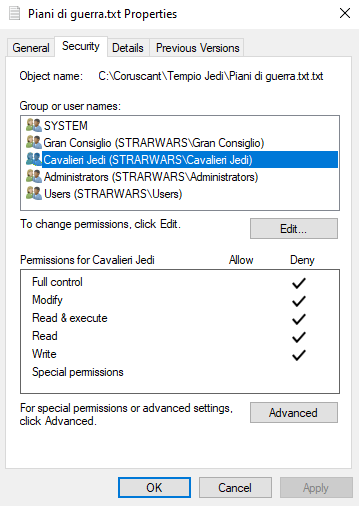 Piani di guerra.txt Properties
General Security Details Previous Versions
Object name: C:\Coruscant\Tempio Jedi\Piani di guerra.txt.txt
Group or user names:
SYSTEM
Gran Consiglio (STRARWARS\Gran Consiglio)
Cavalieri Jedi (STRARWARS\Cavalieri Jedi)
Administrators (STRARWARS\Administrators)
Users (STRARWARS\Users)
To change permissions, click Edit. Edit...
Permissions for Cavalieri Jedi Allow Deny
Full control
Modify
Read & execute
Read
Write
Special permissions
For special permissions or advanced settings,
click Advanced. Advanced
OK Cancel Apply